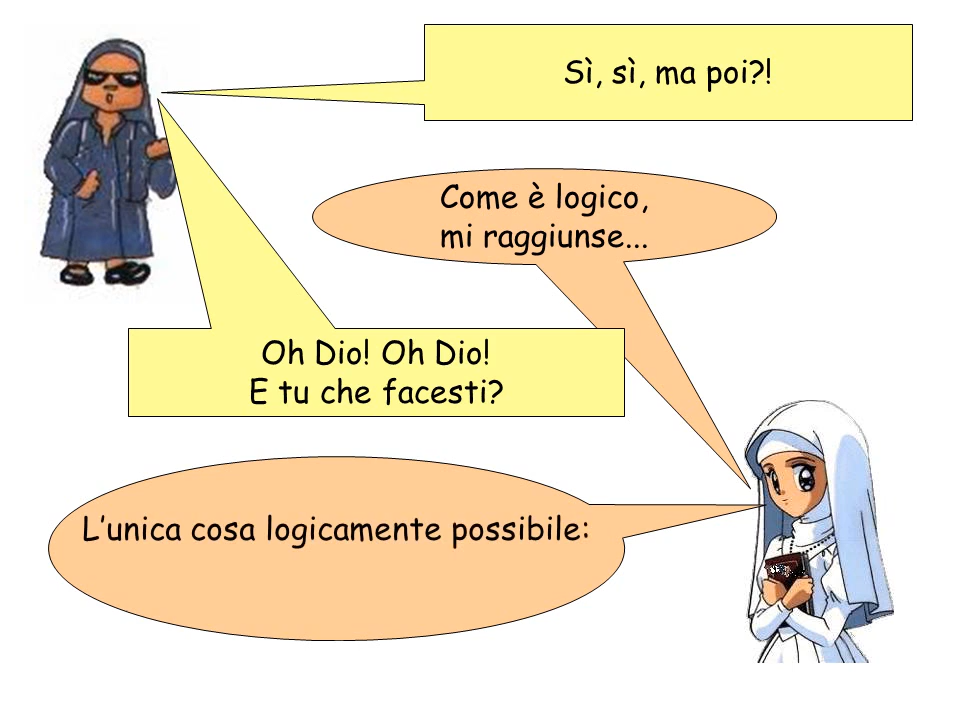 Sì, sì, ma poi?!
Come è logico,
mi raggiunse...
Oh Dio! Oh Dio!
E tu che facesti?
L’unica cosa logicamente possibile: